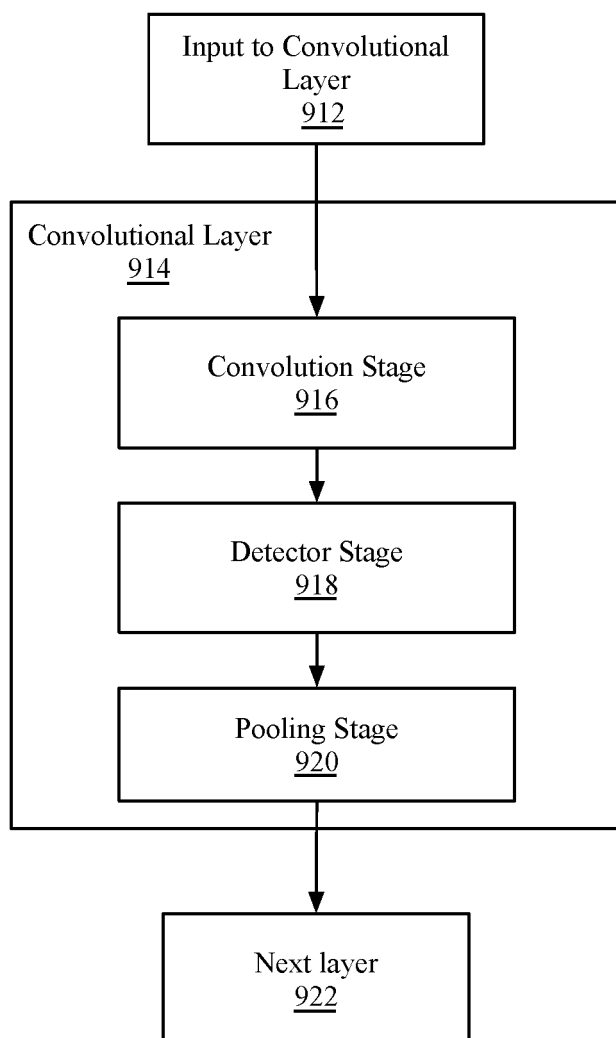 Input to Convolutional
Layer
912
Convolutional Layer
914
Convolution Stage
916
Detector Stage
918
Pooling Stage
920
Next layer
922